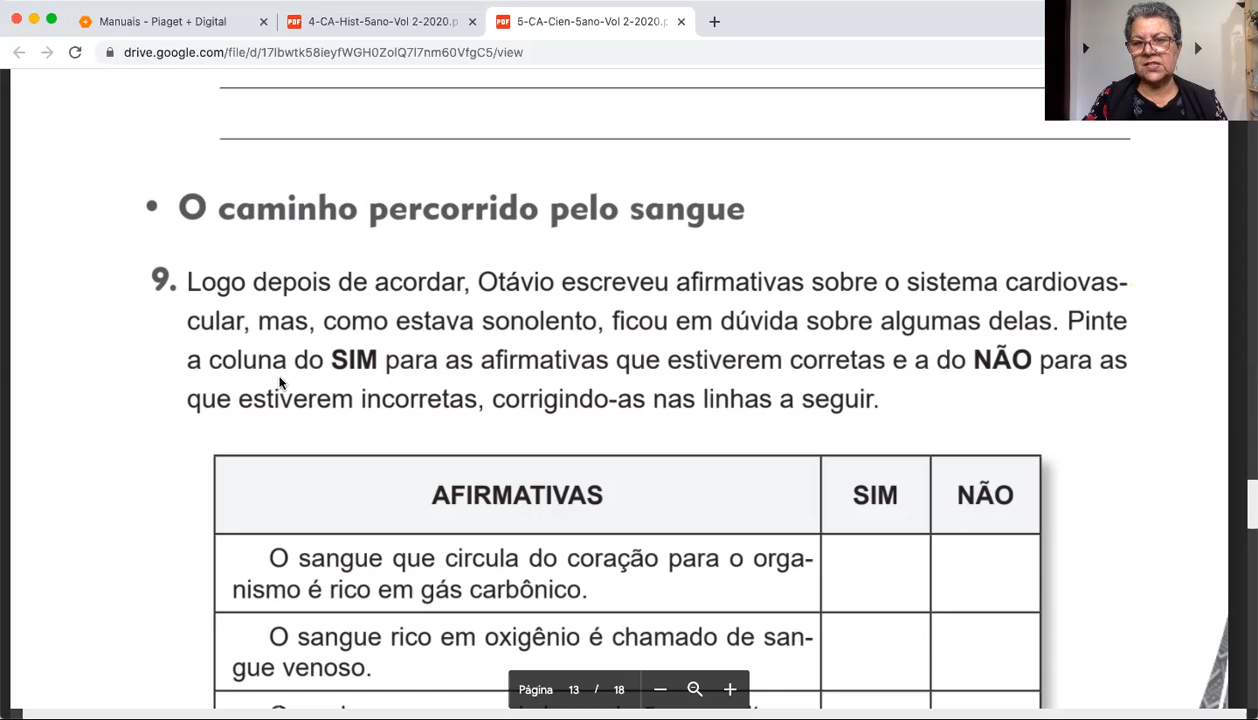 Manuais - Piaget + Digital
PDF
4-CA-Hist-5ano-Vol 2-2020.p
PDF
5-CA-Cien-5ano-Vol 2-2020.p
drive.google.com/file/d/17lbwtk58ieyfWGH0ZolQ7l7nm60VfgC5/view
• O caminho percorrido pelo sangue
9. Logo depois de acordar, Otávio escreveu afirmativas sobre o sistema cardiovas-
cular, mas, como estava sonolento, ficou em dúvida sobre algumas delas. Pinte
a coluna do SIM para as afirmativas que estiverem corretas e a do NÃO para as
que estiverem incorretas, corrigindo-as nas linhas a seguir.
AFIRMATIVAS SIM NÃO
O sangue que circula do coração para o orga-
nismo é rico em gás carbônico.
O sangue rico em oxigênio é chamado de san-
gue venoso.
Página 13 / 18